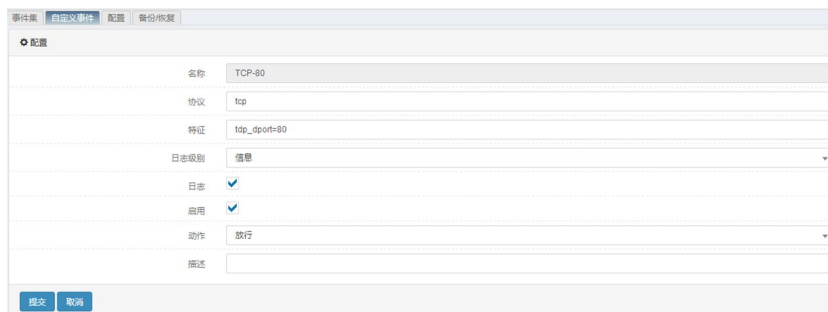 事件集 自定义事件 配置 备份/恢复
配置
名称 TCP-80
协议 tcp
特征 tdp_dport=80
日志级别 信息
日志
启用
动作 放行
描述
提交 取消